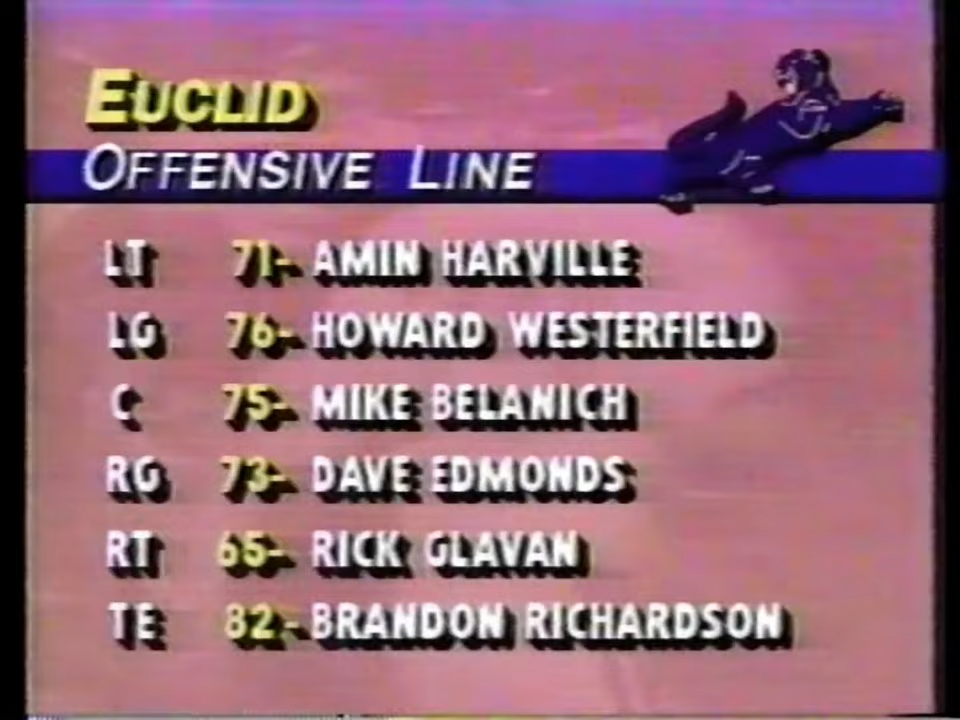 EUCLID
OFFENSIVE LINE
LT 71- AMIN HARVILLE
LG 76- HOWARD WESTERFIELD
C 75- MIKE BELANICH
RG 73- DAVE EDMONDS
RT 65- RICK GLAVAN
TE 82- BRANDON RICHARDSON